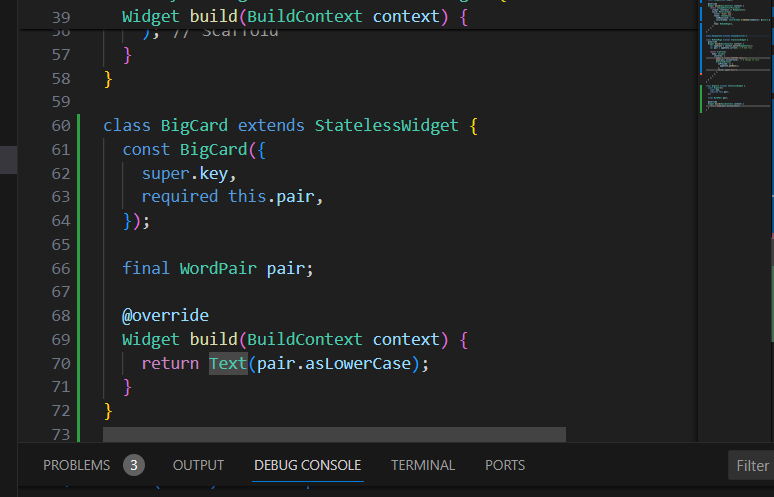 39 Widget build(BuildContext context) {
56 ); // Scaffold
57 }
58 }
59
60 class BigCard extends StatelessWidget {
61 const BigCard({
62 super.key,
63 required this.pair,
64 });
65
66 final WordPair pair;
67
68 @override
69 Widget build(BuildContext context) {
70 return Text(pair.asLowerCase);
71 }
72 }
73
PROBLEMS 3 OUTPUT DEBUG CONSOLE TERMINAL PORTS Filter